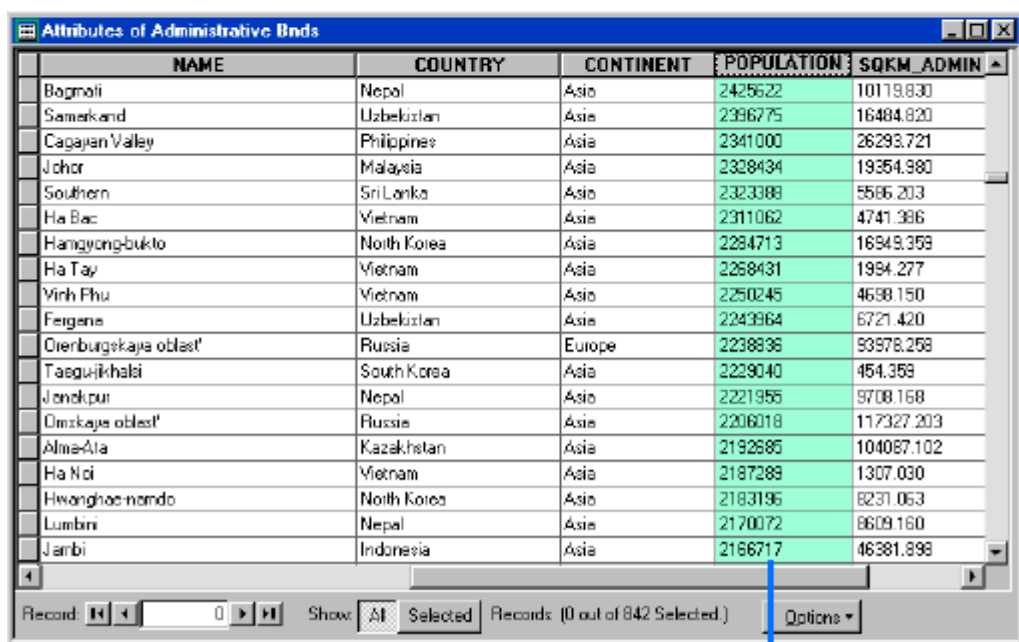 Attributes of Administrative Bnds
NAME COUNTRY CONTINENT POPULATION SQKM_ADMIN
Bagmati Nepal Asia 2425622 10119.830
Samarkand Uzbekistan Asia 2396775 16484.820
Cagayan Valley Philippines Asia 2341000 26293.721
Johor Malaysia Asia 2328434 19354.980
Southern Sri Lanka Asia 2323388 5586.203
Ha Bac Vietnam Asia 2311062 4741.386
Hamgyong-bukto North Korea Asia 2284713 16949.359
Ha Tay Vietnam Asia 2268431 1994.277
Vinh Phu Vietnam Asia 2250245 4698.150
Fergana Uzbekistan Asia 2243964 6721.420
Orenburgskaya oblast' Russia Europe 2238836 93978.258
Taegu-jikhalsi South Korea Asia 2229040 454.359
Janakpur Nepal Asia 2221955 9708.168
Omskaya oblast' Russia Asia 2206018 117327.203
Alma-Ata Kazakhstan Asia 2192685 104087.102
Ha Noi Vietnam Asia 2187289 1307.030
Hwanghae-namdo North Korea Asia 2183196 8231.063
Lumbini Nepal Asia 2170072 8609.160
Jambi Indonesia Asia 2166717 46381.898
Record: 0 Show: All Selected Records (0 out of 842 Selected.) Options